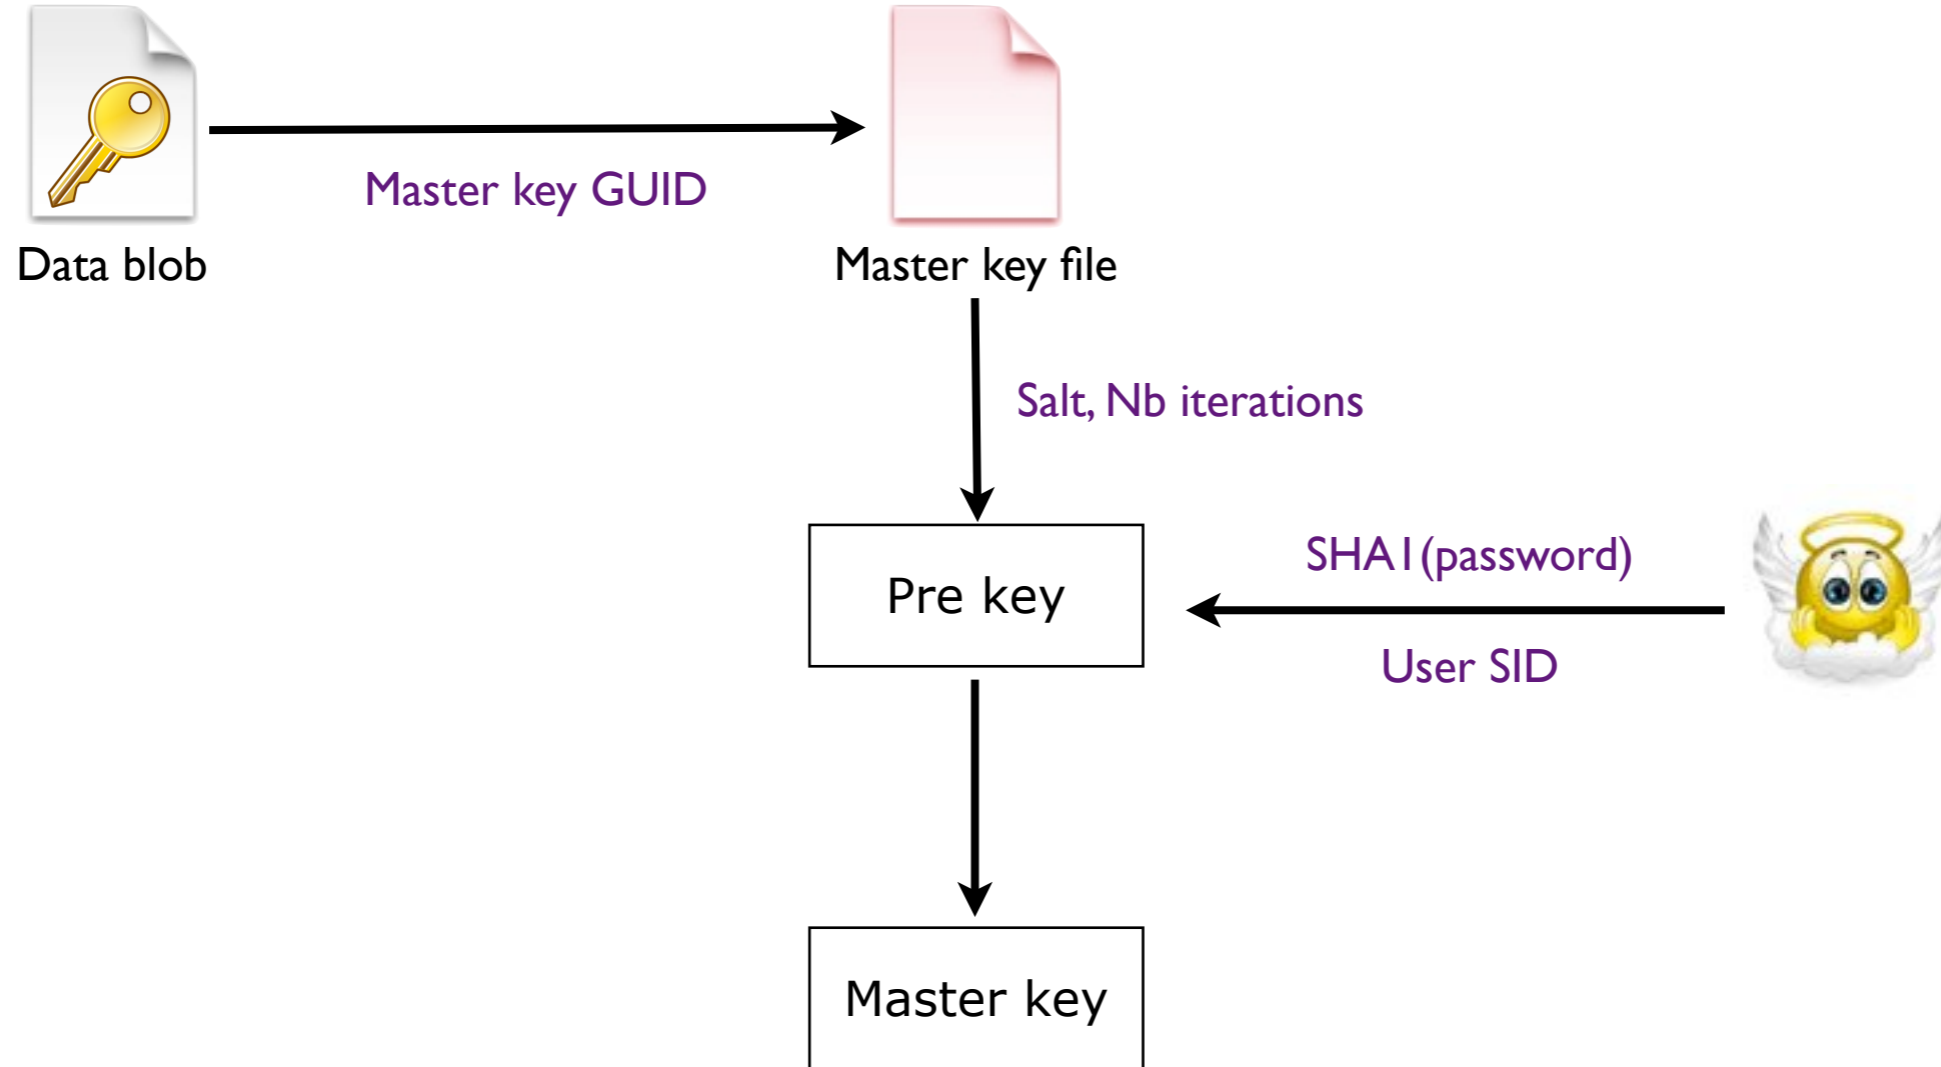 Master key GUID
Data blob
Master key file
Salt, Nb iterations
SHA1(password)
Pre key
User SID
Master key